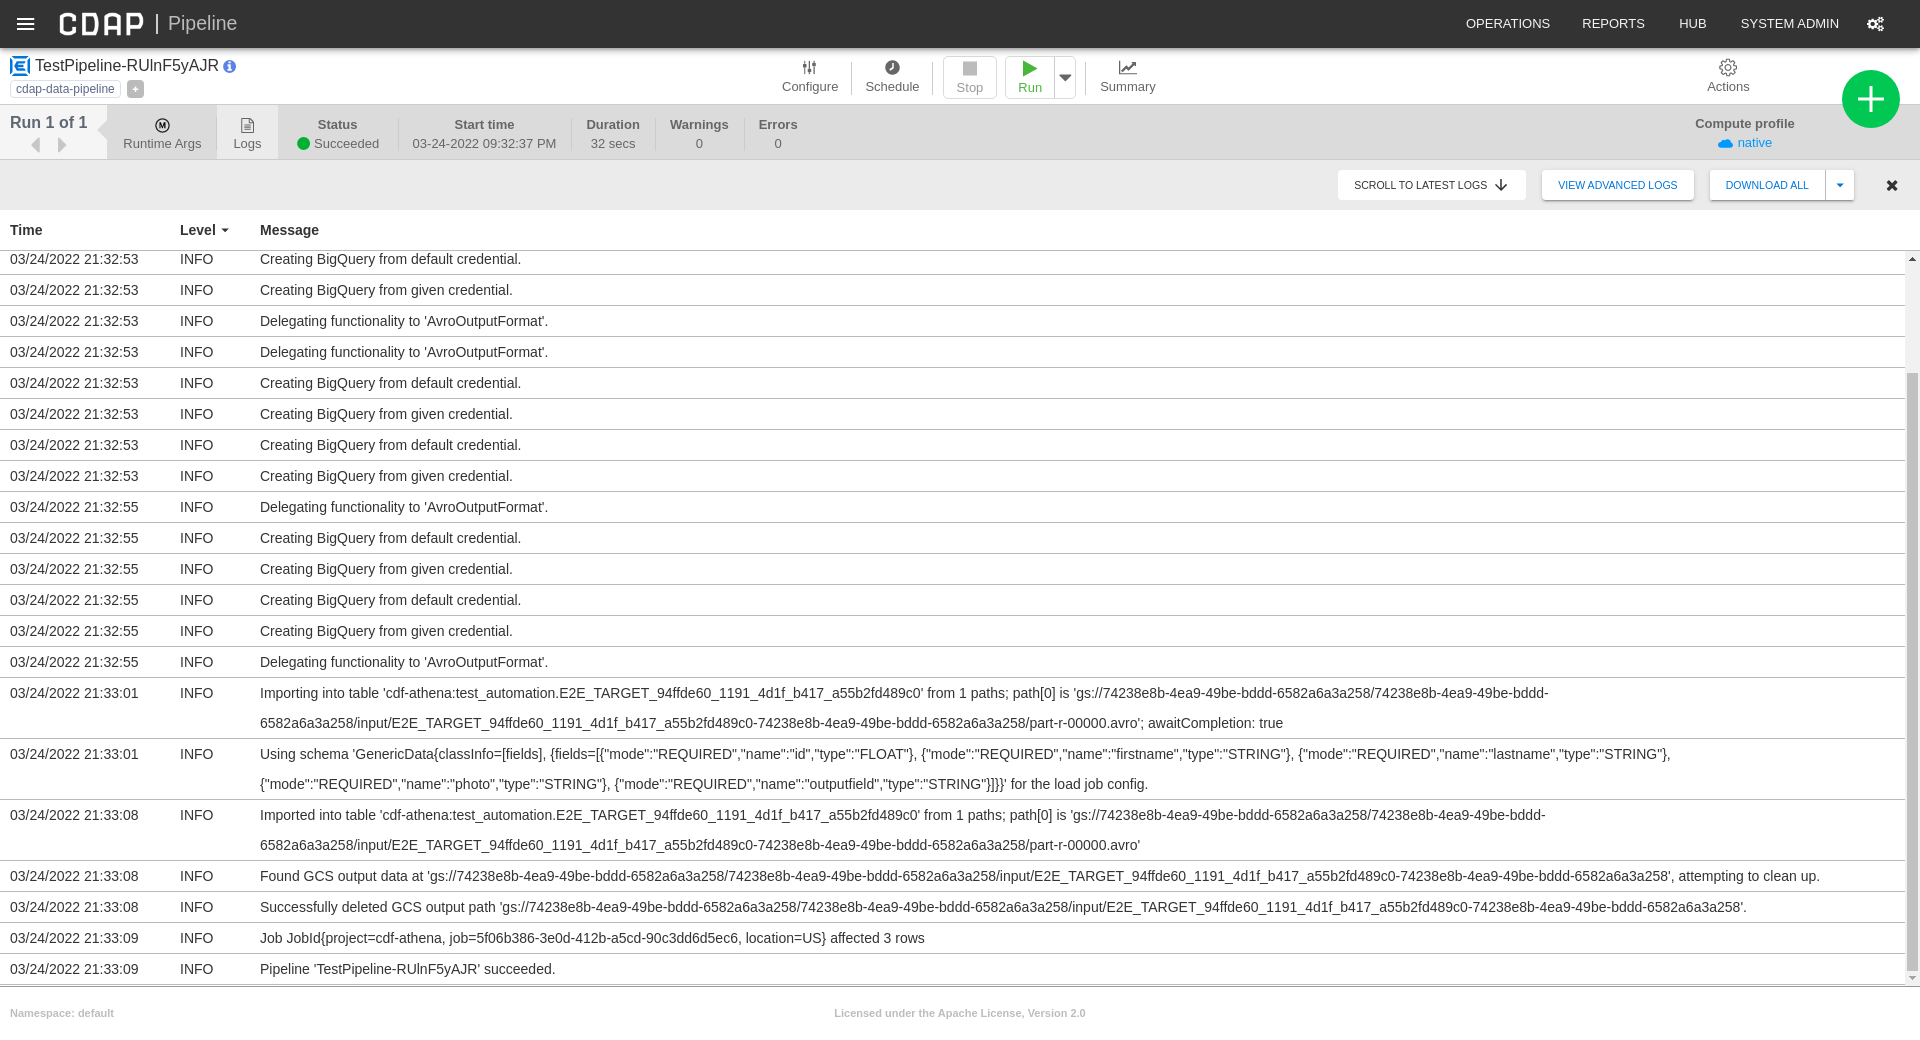 CDAP | Pipeline
OPERATIONS REPORTS HUB SYSTEM ADMIN
TestPipeline-RUlnF5yAJR
cdap-data-pipeline +
Configure Schedule Stop Run Summary Actions
Run 1 of 1
Runtime Args Logs
Status Start time Duration Warnings Errors Compute profile
Succeeded 03-24-2022 09:32:37 PM 32 secs 0 0 native
SCROLL TO LATEST LOGS VIEW ADVANCED LOGS DOWNLOAD ALL
Time Level Message
03/24/2022 21:32:53 INFO Creating BigQuery from default credential.
03/24/2022 21:32:53 INFO Creating BigQuery from given credential.
03/24/2022 21:32:53 INFO Delegating functionality to 'AvroOutputFormat'.
03/24/2022 21:32:53 INFO Delegating functionality to 'AvroOutputFormat'.
03/24/2022 21:32:53 INFO Creating BigQuery from default credential.
03/24/2022 21:32:53 INFO Creating BigQuery from given credential.
03/24/2022 21:32:53 INFO Creating BigQuery from default credential.
03/24/2022 21:32:53 INFO Creating BigQuery from given credential.
03/24/2022 21:32:55 INFO Delegating functionality to 'AvroOutputFormat'.
03/24/2022 21:32:55 INFO Creating BigQuery from default credential.
03/24/2022 21:32:55 INFO Creating BigQuery from given credential.
03/24/2022 21:32:55 INFO Creating BigQuery from default credential.
03/24/2022 21:32:55 INFO Creating BigQuery from given credential.
03/24/2022 21:32:55 INFO Delegating functionality to 'AvroOutputFormat'.
03/24/2022 21:33:01 INFO Importing into table 'cdf-athena:test_automation.E2E_TARGET_94ffde60_1191_4d1f_b417_a55b2fd489c0' from 1 paths; path[0] is 'gs://74238e8b-4ea9-49be-bddd-6582a6a3a258/74238e8b-4ea9-49be-bddd-
6582a6a3a258/input/E2E_TARGET_94ffde60_1191_4d1f_b417_a55b2fd489c0-74238e8b-4ea9-49be-bddd-6582a6a3a258/part-r-00000.avro'; awaitCompletion: true
03/24/2022 21:33:01 INFO Using schema 'GenericData{classInfo=[fields], {fields=[{"mode":"REQUIRED","name":"id","type":"FLOAT"}, {"mode":"REQUIRED","name":"firstname","type":"STRING"}, {"mode":"REQUIRED","name":"lastname","type":"STRING"},
{"mode":"REQUIRED","name":"photo","type":"STRING"}, {"mode":"REQUIRED","name":"outputfield","type":"STRING"}]}}' for the load job config.
03/24/2022 21:33:08 INFO Imported into table 'cdf-athena:test_automation.E2E_TARGET_94ffde60_1191_4d1f_b417_a55b2fd489c0' from 1 paths; path[0] is 'gs://74238e8b-4ea9-49be-bddd-6582a6a3a258/74238e8b-4ea9-49be-bddd-
6582a6a3a258/input/E2E_TARGET_94ffde60_1191_4d1f_b417_a55b2fd489c0-74238e8b-4ea9-49be-bddd-6582a6a3a258/part-r-00000.avro'
03/24/2022 21:33:08 INFO Found GCS output data at 'gs://74238e8b-4ea9-49be-bddd-6582a6a3a258/74238e8b-4ea9-49be-bddd-6582a6a3a258/input/E2E_TARGET_94ffde60_1191_4d1f_b417_a55b2fd489c0-74238e8b-4ea9-49be-bddd-6582a6a3a258', attempting to clean up.
03/24/2022 21:33:08 INFO Successfully deleted GCS output path 'gs://74238e8b-4ea9-49be-bddd-6582a6a3a258/74238e8b-4ea9-49be-bddd-6582a6a3a258/input/E2E_TARGET_94ffde60_1191_4d1f_b417_a55b2fd489c0-74238e8b-4ea9-49be-bddd-6582a6a3a258'.
03/24/2022 21:33:09 INFO Job JobId{project=cdf-athena, job=5f06b386-3e0d-412b-a5cd-90c3dd6d5ec6, location=US} affected 3 rows
03/24/2022 21:33:09 INFO Pipeline 'TestPipeline-RUlnF5yAJR' succeeded.
Namespace: default Licensed under the Apache License, Version 2.0